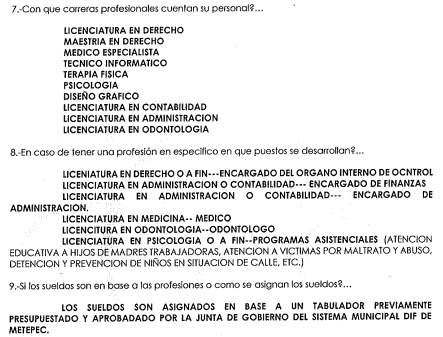 7.-Con que carreras profesionales cuentan su personal?...
LICENCIATURA EN DERECHO
MAESTRIA EN DERECHO
MEDICO ESPECIALISTA
TECNICO INFORMATICO
TERAPIA FISICA
PSICOLOGIA
DISEÑO GRAFICO
LICENCIATURA EN CONTABILIDAD
LICENCIATURA EN ADMINISTRACION
LICENCIATURA EN ODONTOLOGIA
8.-En caso de tener una profesión en especifico en que puestos se desarrollan?...
LICENIATURA EN DERECHO O A FIN---ENCARGADO DEL ORGANO INTERNO DE OCNTROL
LICENCIATURA EN ADMINISTRACION O CONTABILIDAD--- ENCARGADO DE FINANZAS
LICENCIATURA EN ADMINISTRACION O CONTABILIDAD--- ENCARGADO DE
ADMINISTRACION.
LICENCIATURA EN MEDICINA-- MEDICO
LICENCITURA EN ODONTOLOGIA--ODONTOLOGO
LICENCIATURA EN PSICOLOGIA O A FIN--PROGRAMAS ASISTENCIALES (ATENCION
EDUCATIVA A HIJOS DE MADRES TRABAJADORAS, ATENCION A VICTIMAS POR MALTRATO Y ABUSO,
DETENCION Y PREVENCION DE NIÑOS EN SITUACION DE CALLE, ETC.)
9.-Si los sueldos son en base a las profesiones o como se asignan los sueldos?...
LOS SUELDOS SON ASIGNADOS EN BASE A UN TABULADOR PREVIAMENTE
PRESUPUESTADO Y APROBADADO POR LA JUNTA DE GOBIERNO DEL SISTEMA MUNICIPAL DIF DE
METEPEC.